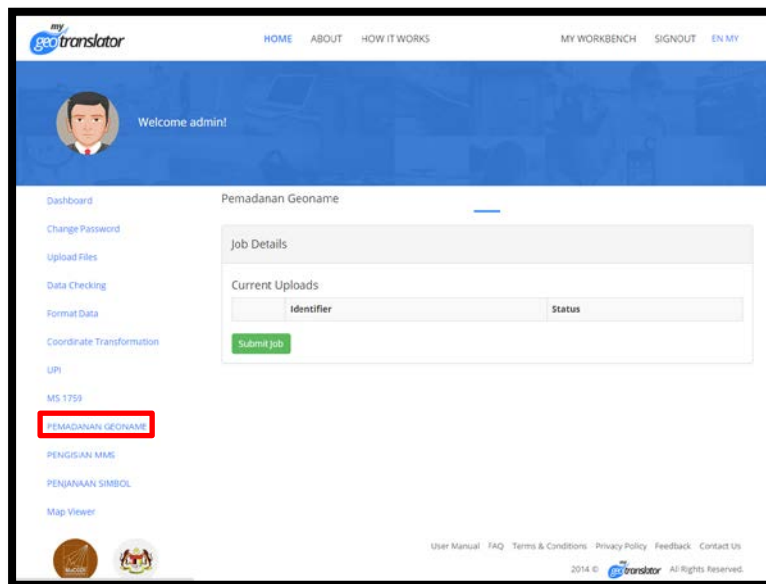 my
geotranslator
HOME ABOUT HOW IT WORKS MY WORKBENCH SIGNOUT EN MY
Welcome admin!
Dashboard
Change Password
Upload Files
Data Checking
Format Data
Coordinate Transformation
UPI
MS 1759
PEMADANAN GEONAME
PENGISIAN MMS
PENJANAAN SIMBOL
Map Viewer
Pemadanan Geoname
Job Details
Current Uploads
Identifier Status
Submit Job
User Manual FAQ Terms & Conditions Privacy Policy Feedback Contact Us
2014 © my geotranslator All Rights Reserved.